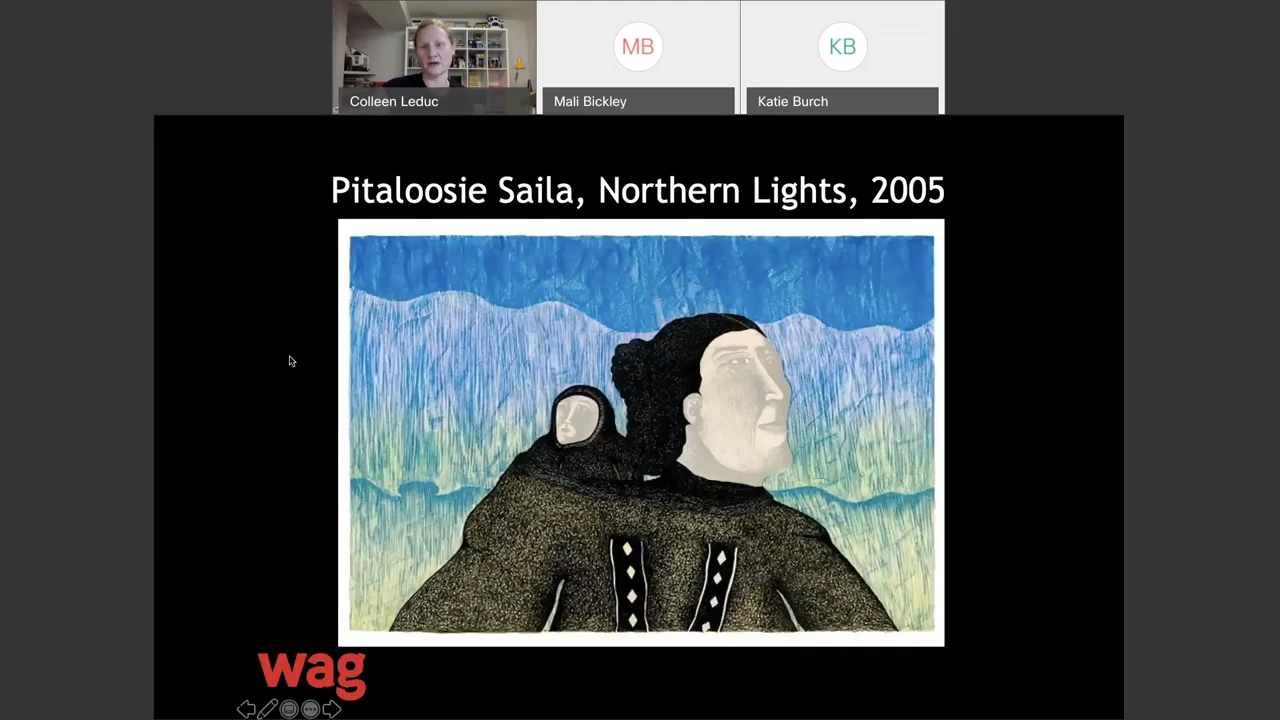 Colleen Leduc
MB
Mali Bickley
KB
Katie Burch
Pitaloosie Saila, Northern Lights, 2005
wag